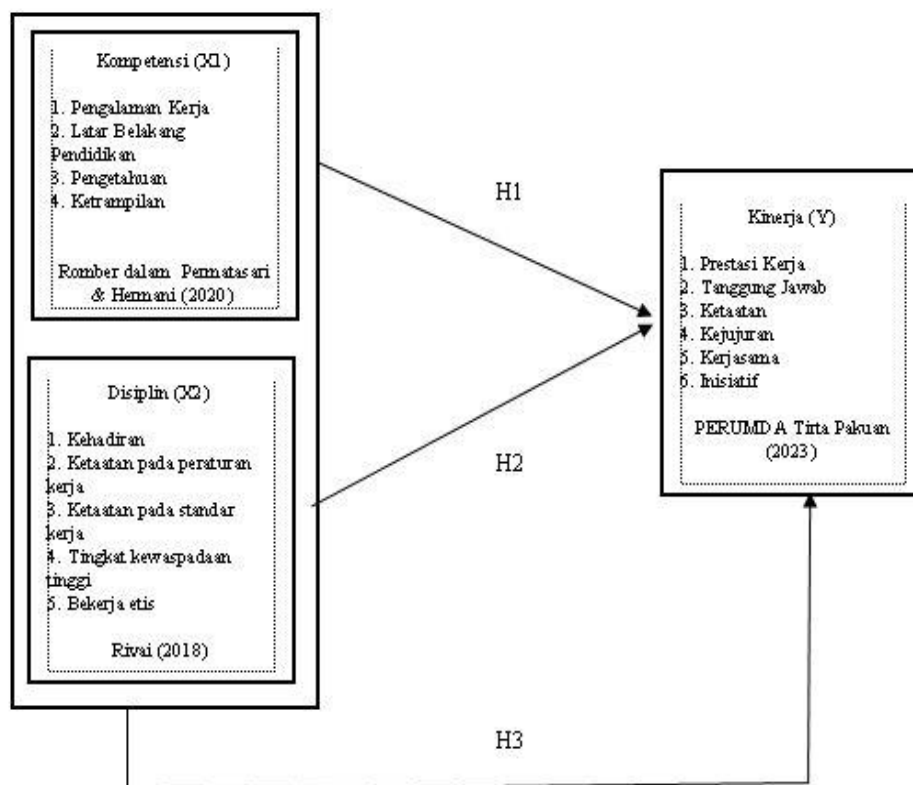 Kompetensi (X1)
1. Pengalaman Kerja
2. Latar Belakang
Pendidikan
3. Pengetahuan
4. Ketrampilan
Romber dalam Permatasari
& Hermani (2020)
Disiplin (X2)
1. Kehadiran
2. Ketaatan pada peraturan
kerja
3. Ketaatan pada standar
kerja
4. Tingkat kewaspadaan
tinggi
5. Bekerja etis
Rivai (2018)
H1
H2
H3
Kinerja (Y)
1. Prestasi Kerja
2. Tanggung Jawab
3. Ketaatan
4. Kejujuran
5. Kerjasama
6. Inisiatif
PERUMDA Tirta Pakuan
(2023)